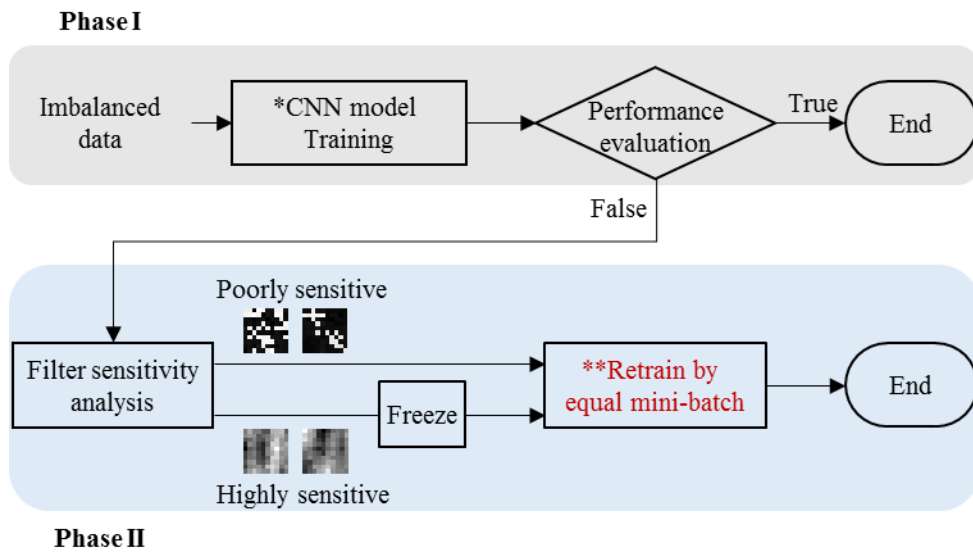 Phase I
Imbalanced
data
*CNN model
Training
Performance
evaluation
True
End
False
Poorly sensitive
Filter sensitivity
analysis
Freeze
**Retrain by
equal mini-batch
End
Highly sensitive
Phase II